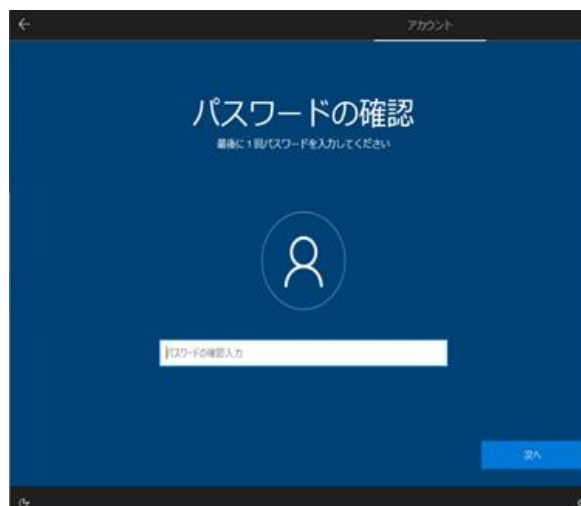 アカウント
パスワードの確認
最後に1回パスワードを入力してください
パスワードの確認入力
次へ